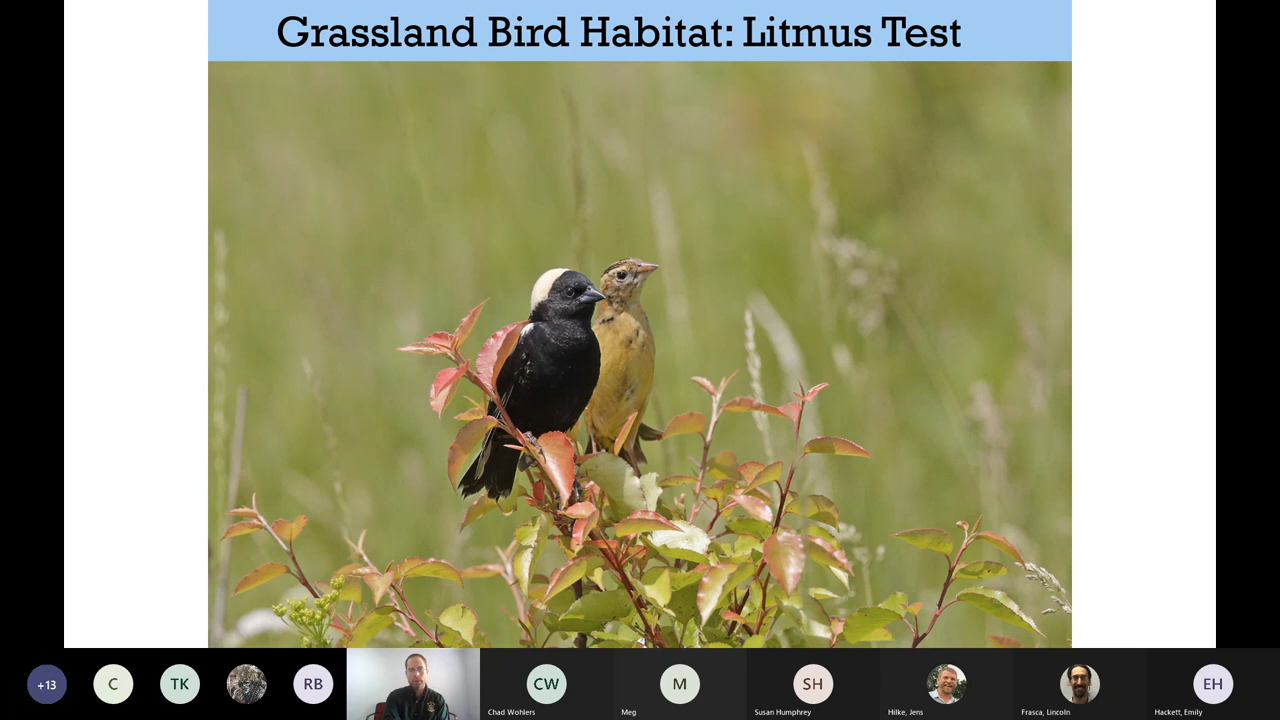 Grassland Bird Habitat: Litmus Test
+13
C
TK
RB
CW
Chad Wohlers
M
Meg
SH
Susan Humphrey
Hilke, Jens
Frasca, Lincoln
EH
Hackett, Emily